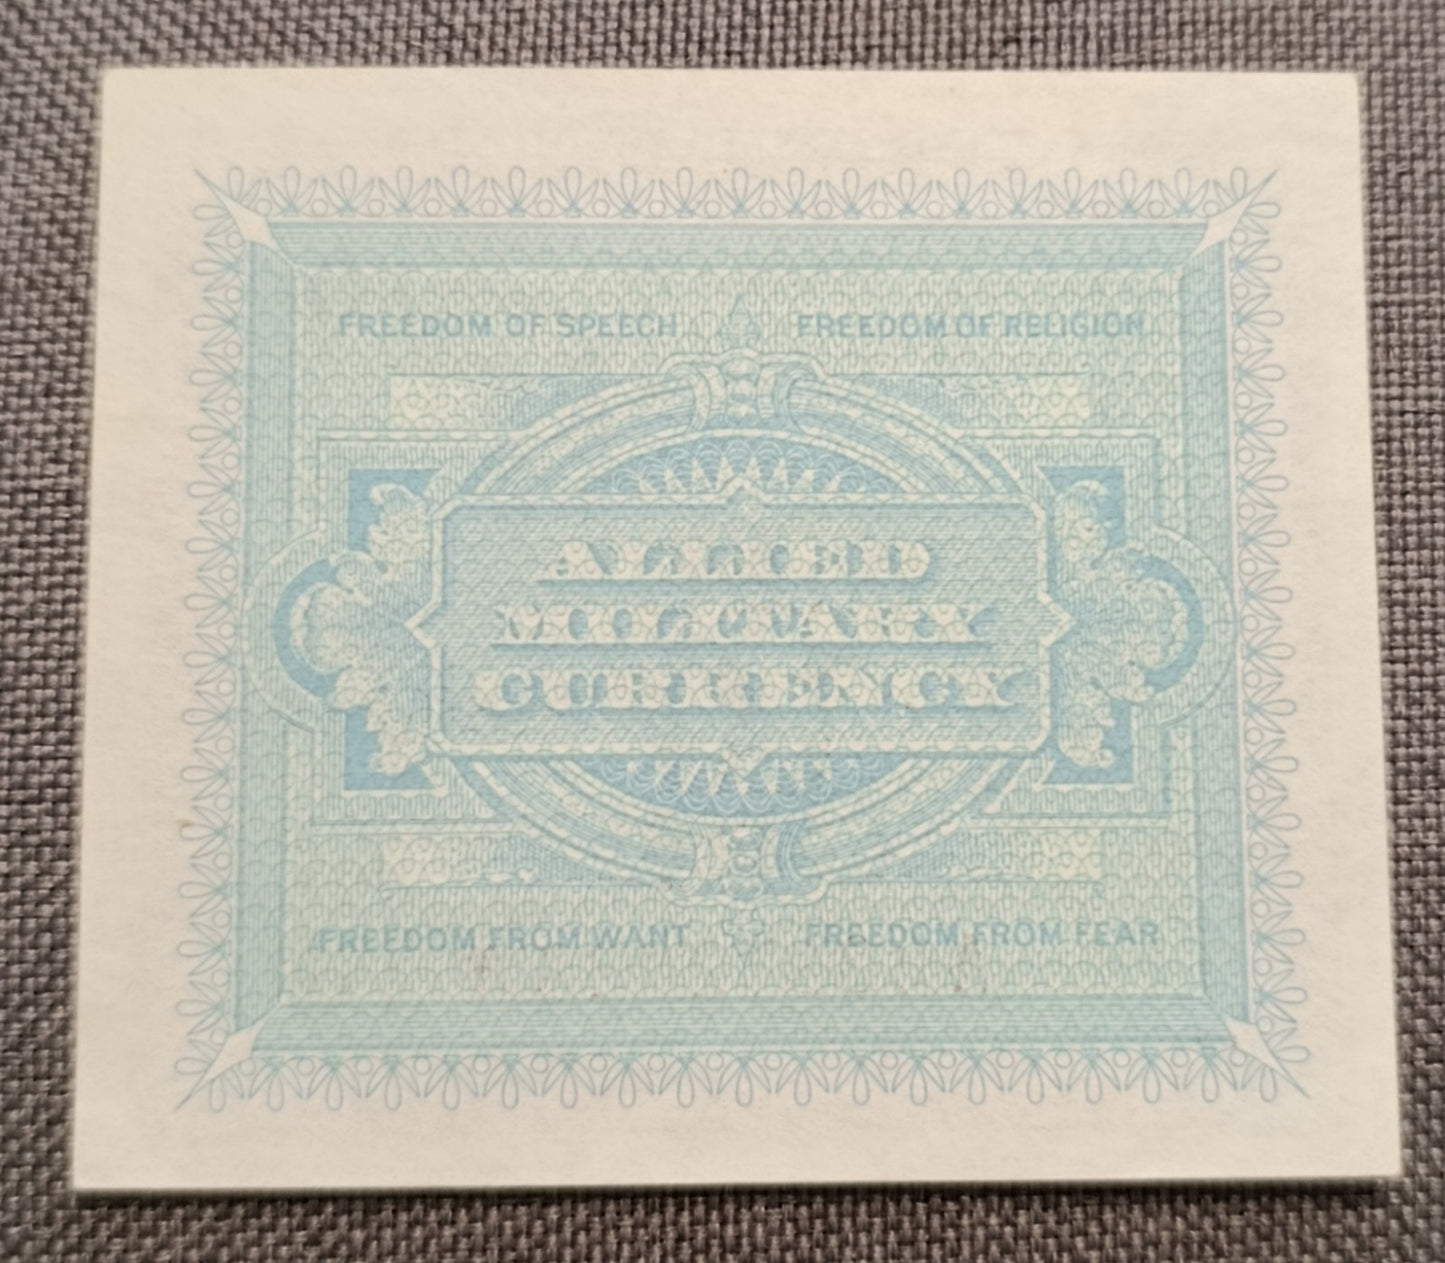 FREEDOM OF SPEECH FREEDOM OF RELIGION
ALLIED
MILITARY
CURRENCY
FREEDOM FROM WANT FREEDOM FROM FEAR